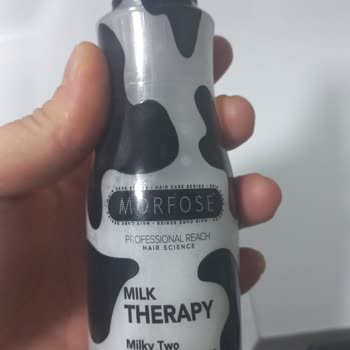 MORFOSE
PROFESSIONAL REACH
HAIR SCIENCE
MILK
THERAPY
Milky Two